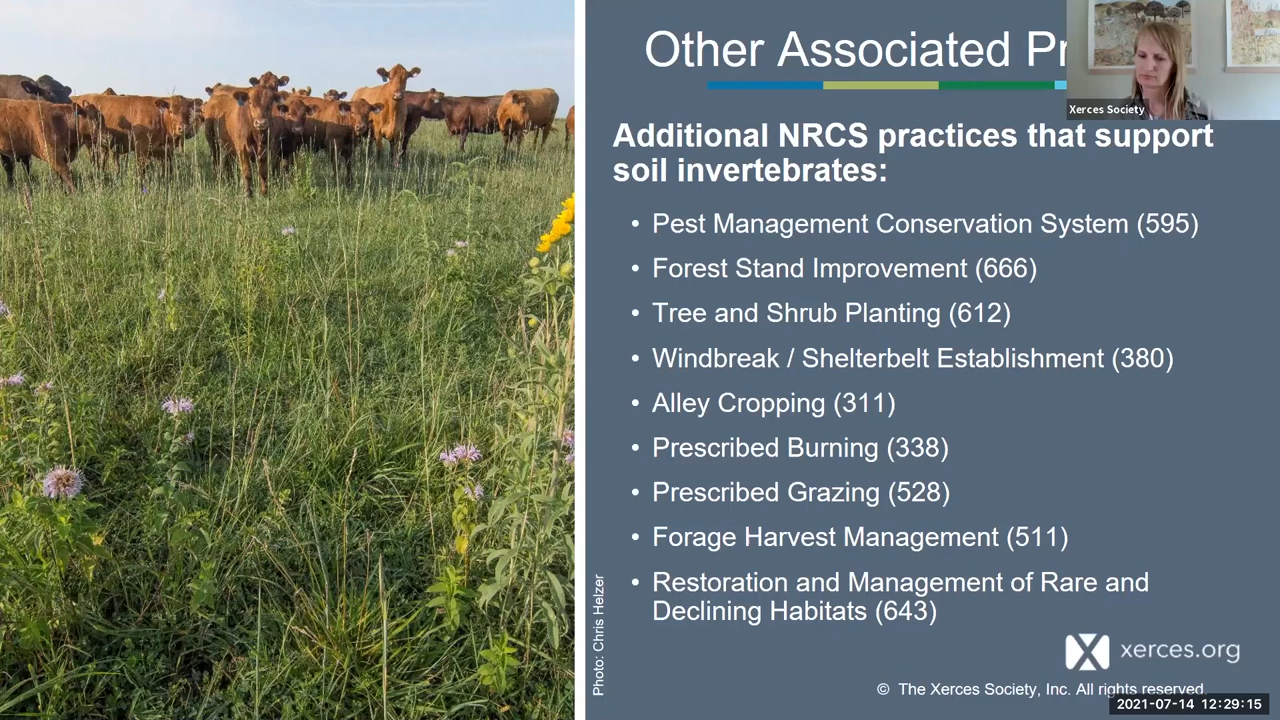 Other Associated Pr
Xerces Society
Additional NRCS practices that support
soil invertebrates:
• Pest Management Conservation System (595)
• Forest Stand Improvement (666)
• Tree and Shrub Planting (612)
• Windbreak / Shelterbelt Establishment (380)
• Alley Cropping (311)
• Prescribed Burning (338)
• Prescribed Grazing (528)
• Forage Harvest Management (511)
• Restoration and Management of Rare and
Declining Habitats (643)
Photo: Chris Helzer
xerces.org
© The Xerces Society, Inc. All rights reserved.
2021-07-14 12:29:15